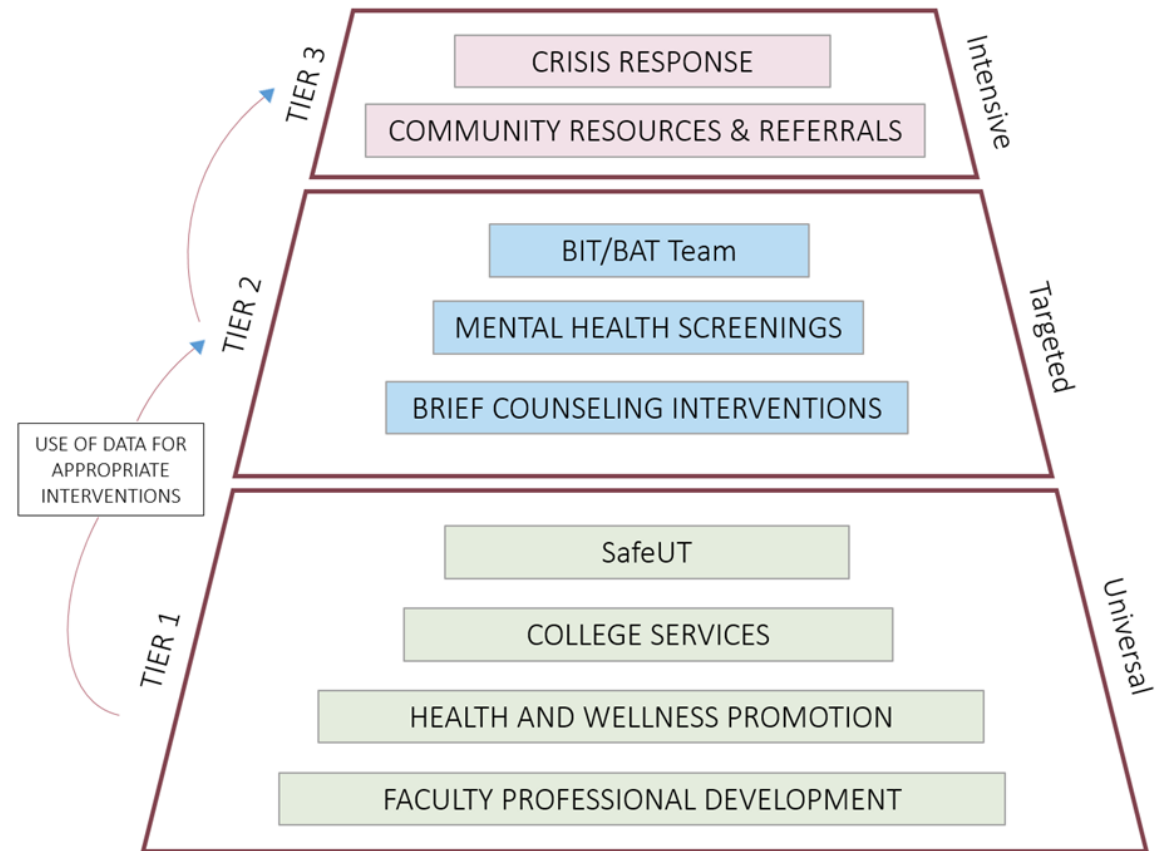 TIER 3
CRISIS RESPONSE
COMMUNITY RESOURCES & REFERRALS
Intensive
TIER 2
BIT/BAT Team
MENTAL HEALTH SCREENINGS
BRIEF COUNSELING INTERVENTIONS
Targeted
USE OF DATA FOR
APPROPRIATE
INTERVENTIONS
TIER 1
SafeUT
COLLEGE SERVICES
HEALTH AND WELLNESS PROMOTION
FACULTY PROFESSIONAL DEVELOPMENT
Universal